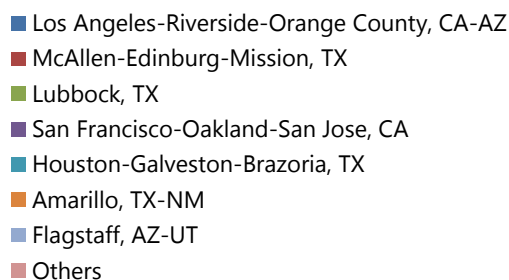 Los Angeles-Riverside-Orange County, CA-AZ
McAllen-Edinburg-Mission, TX
Lubbock, TX
San Francisco-Oakland-San Jose, CA
Houston-Galveston-Brazoria, TX
Amarillo, TX-NM
Flagstaff, AZ-UT
Others